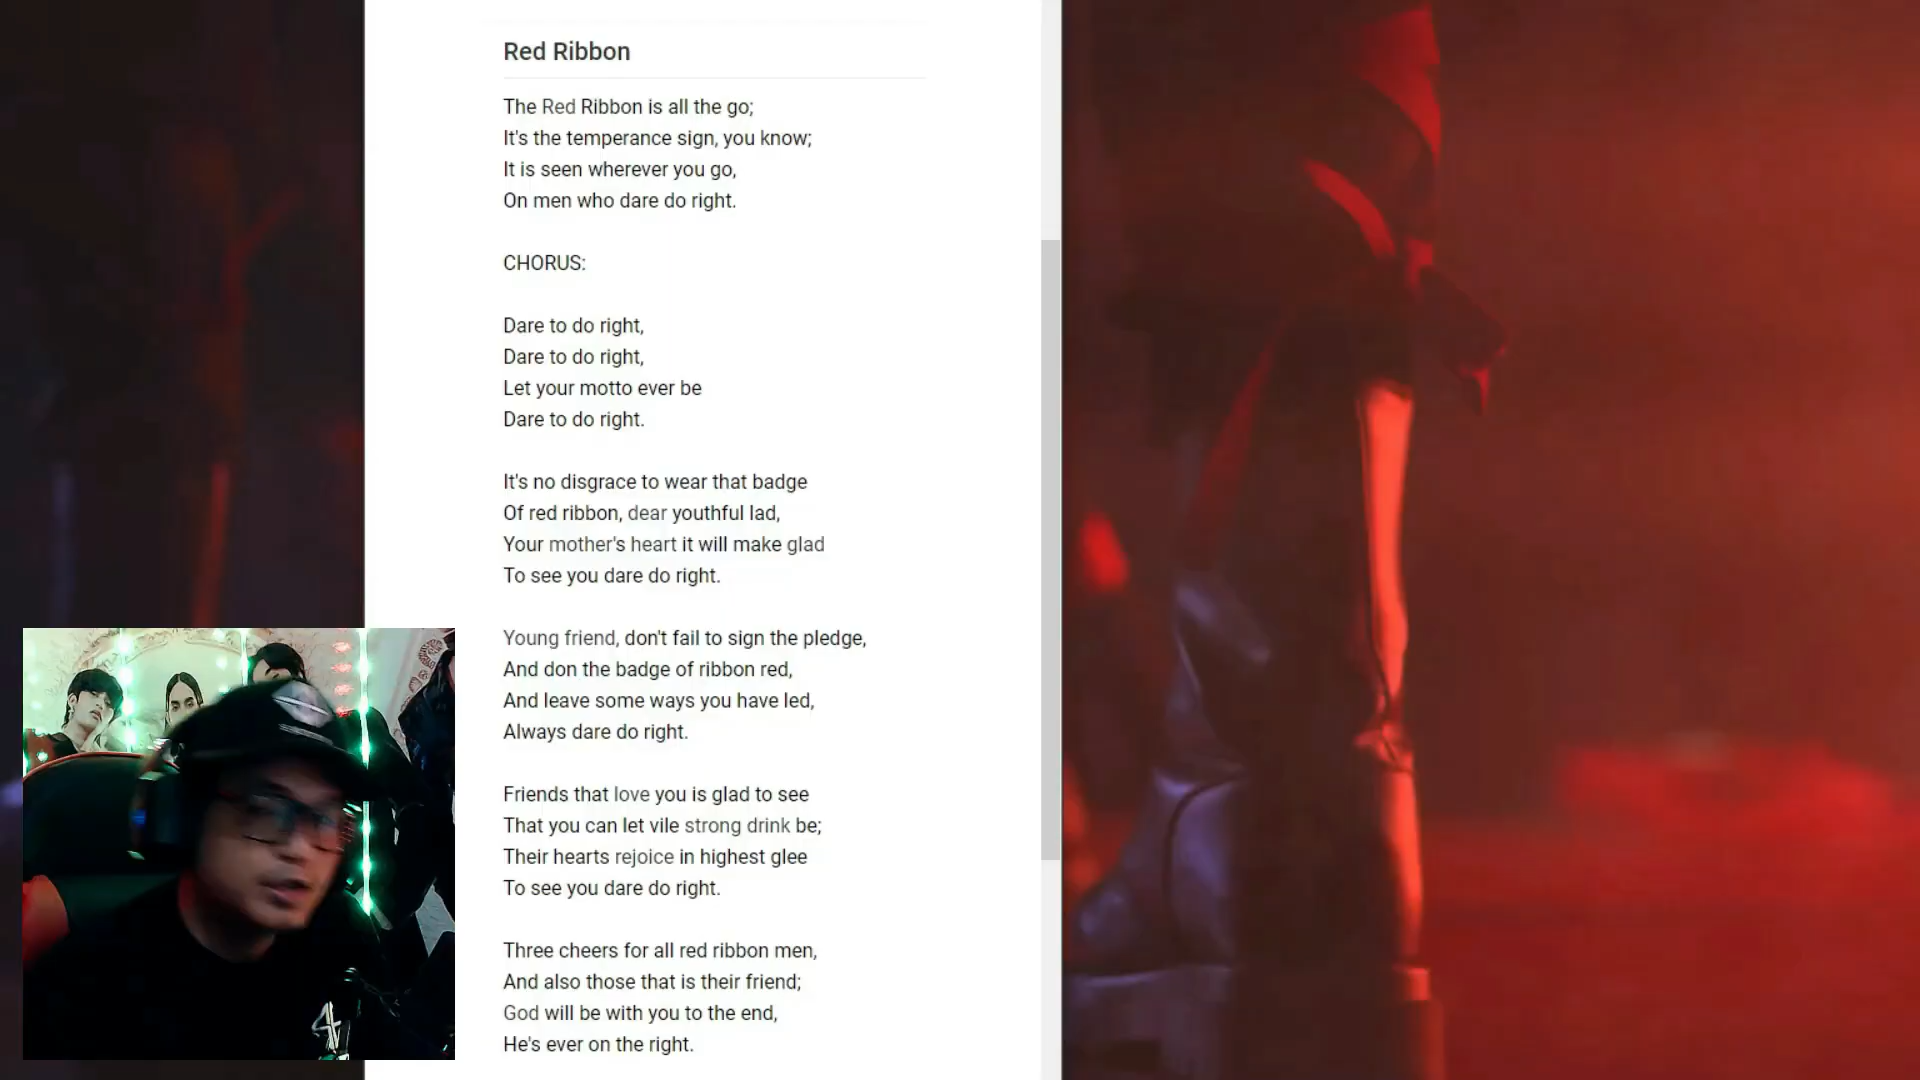 Red Ribbon
The Red Ribbon is all the go;
It's the temperance sign, you know;
It is seen wherever you go,
On men who dare do right.
CHORUS:
Dare to do right,
Dare to do right,
Let your motto ever be
Dare to do right.
It's no disgrace to wear that badge
Of red ribbon, dear youthful lad,
Your mother's heart it will make glad
To see you dare do right.
Young friend, don't fail to sign the pledge,
And don the badge of ribbon red,
And leave some ways you have led,
Always dare do right.
Friends that love you is glad to see
That you can let vile strong drink be;
Their hearts rejoice in highest glee
To see you dare do right.
Three cheers for all red ribbon men,
And also those that is their friend;
God will be with you to the end,
He's ever on the right.